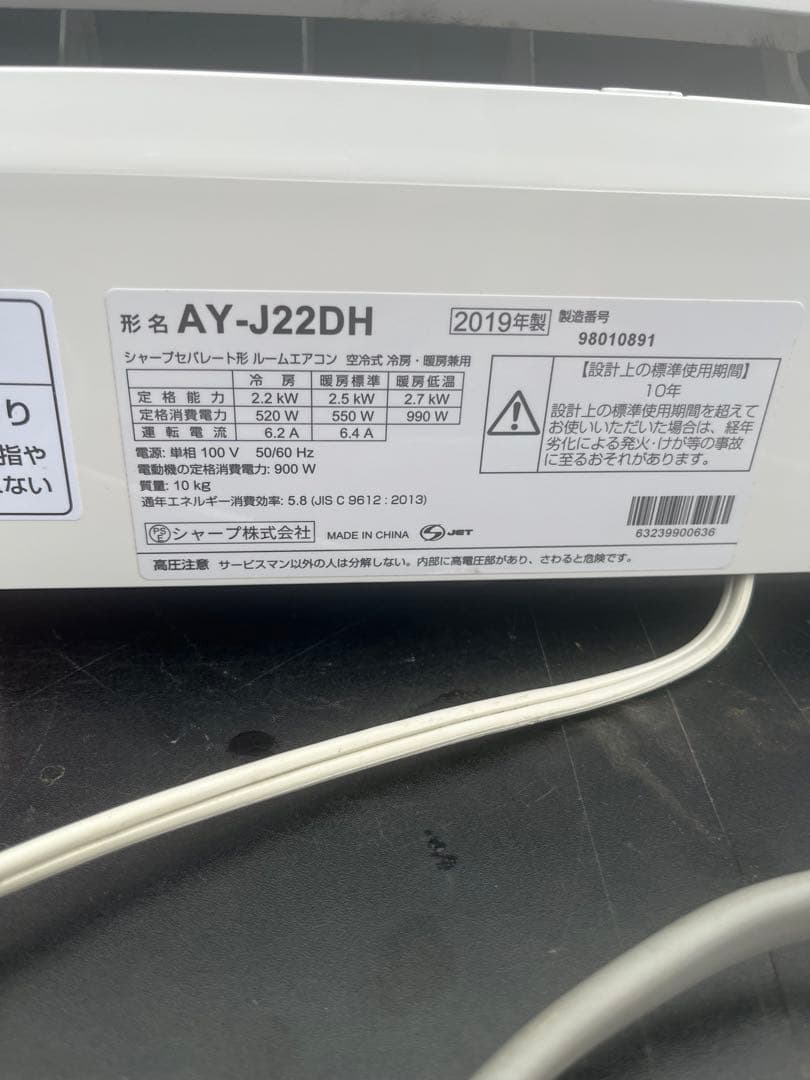 り
指や
ない
形名 AY-J22DH 2019年製 製造番号
98010891
シャープセパレート形 ルームエアコン 空冷式 冷房・暖房兼用
冷房 暖房標準 暖房低温
定格能力 2.2 kW 2.5 kW 2.7 kW
定格消費電力 520 W 550 W 990 W
運転電流 6.2 A 6.4 A
電源: 単相 100 V 50/60 Hz
電動機の定格消費電力: 900 W
質量: 10 kg
通年エネルギー消費効率: 5.8 (JIS C 9612 : 2013)
【設計上の標準使用期間】
10年
設計上の標準使用期間を超えて
お使いいただいた場合は、経年
劣化による発火・けが等の事故
に至るおそれがあります。
PSE シャープ株式会社 MADE IN CHINA S JET
63239900636
高圧注意 サービスマン以外の人は分解しない。内部に高電圧部があり、さわると危険です。